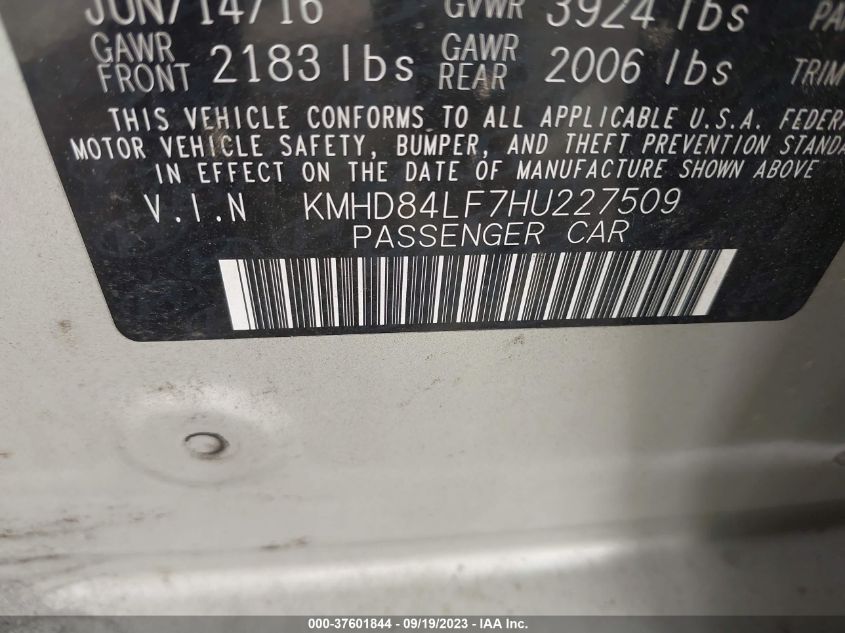 JUN/14/16 GVWR 3924 lbs
GAWR FRONT 2183 lbs GAWR REAR 2006 lbs TRIM
THIS VEHICLE CONFORMS TO ALL APPLICABLE U.S.A. FEDERA
MOTOR VEHICLE SAFETY, BUMPER, AND THEFT PREVENTION STANDA
IN EFFECT ON THE DATE OF MANUFACTURE SHOWN ABOVE
V.I.N KMHD84LF7HU227509
PASSENGER CAR
000-37601844 - 09/19/2023 - IAA Inc.